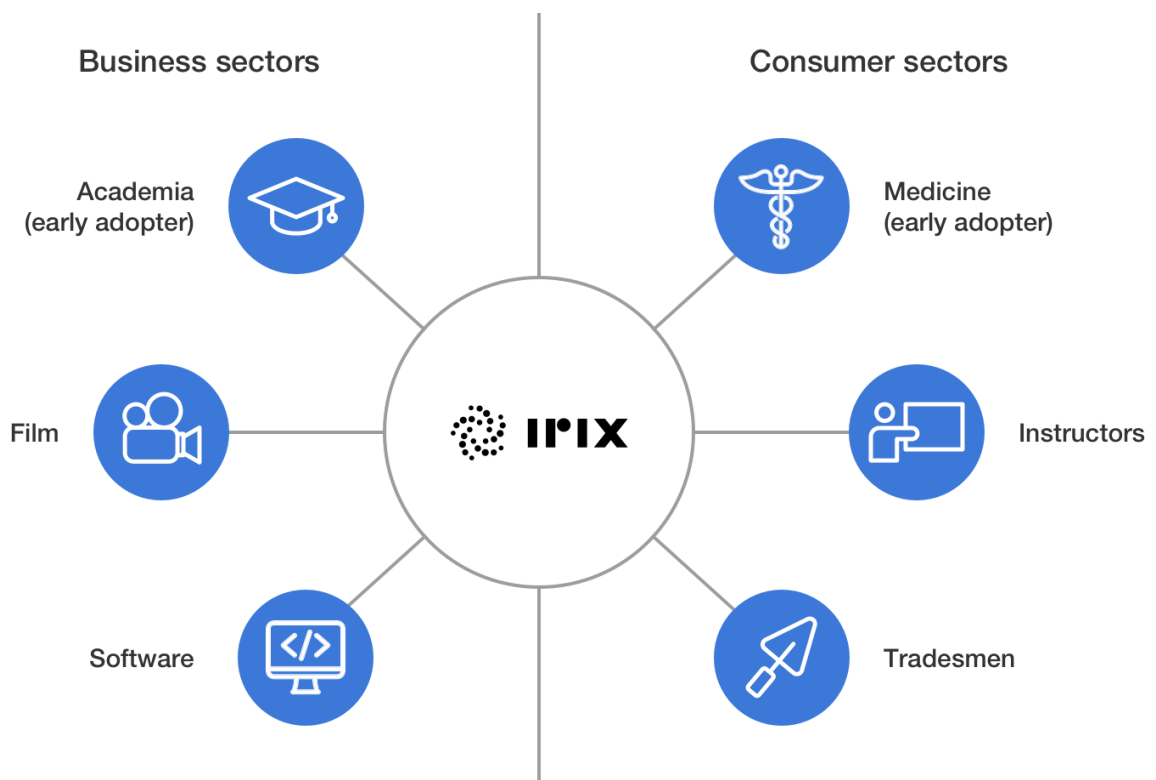 Business sectors
Consumer sectors
Academia
(early adopter)
Medicine
(early adopter)
Film
IrIX
Instructors
</>
Software
Tradesmen